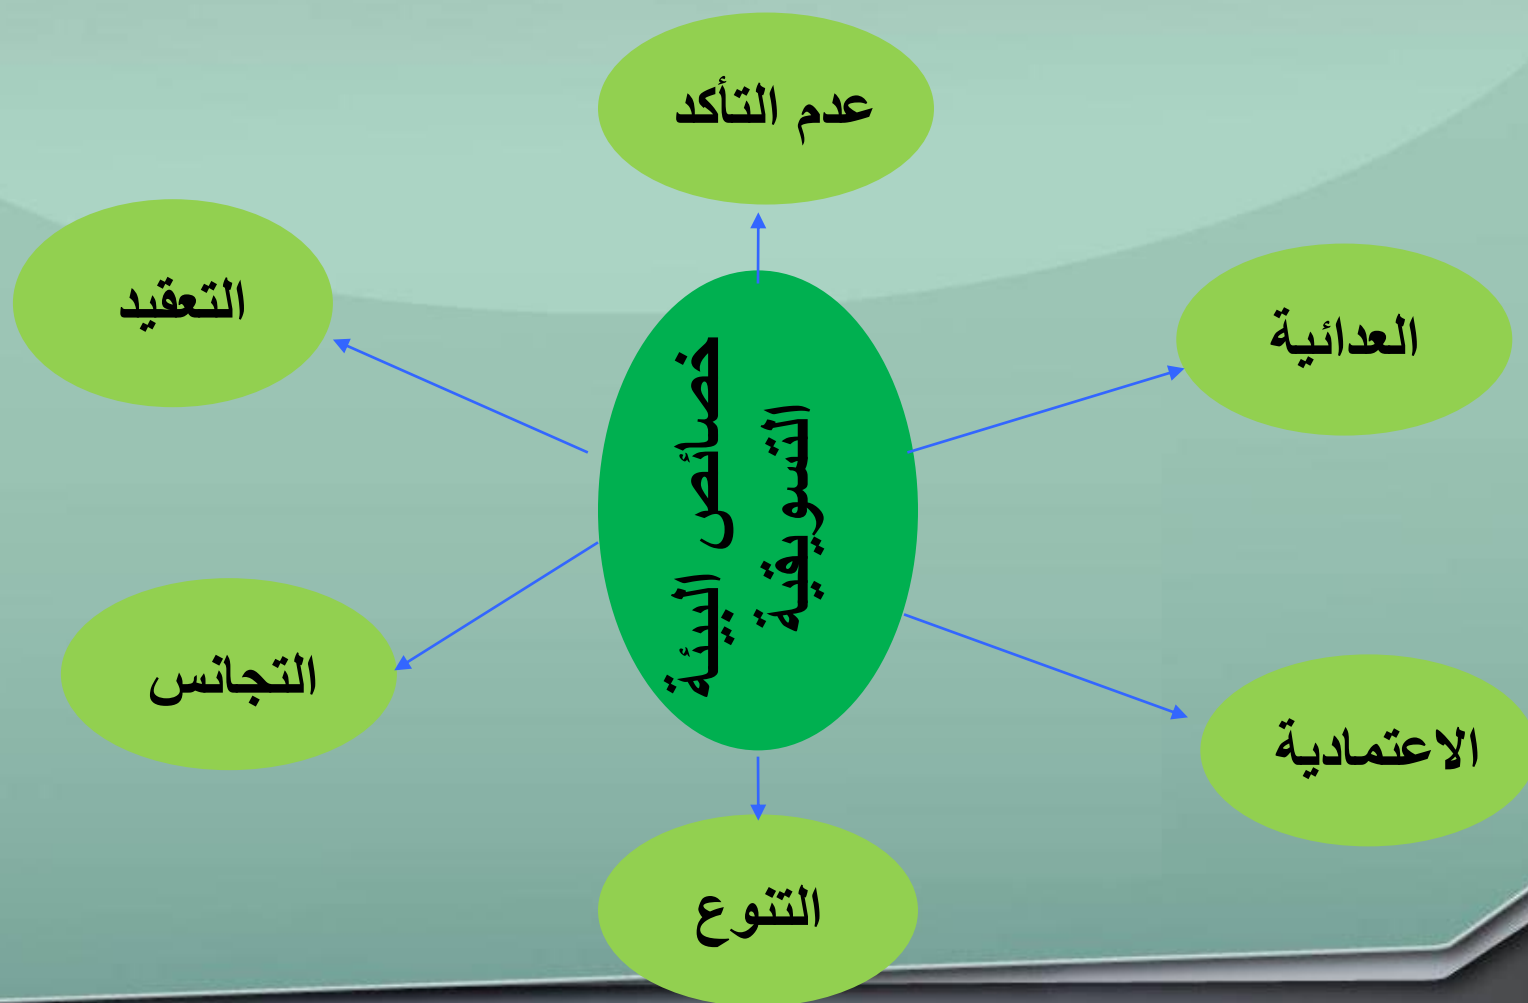 عدم التأكد
العدائية
التعقيد
خصائص البيئة
التسويقية
التجانس
الاعتمادية
التنوع